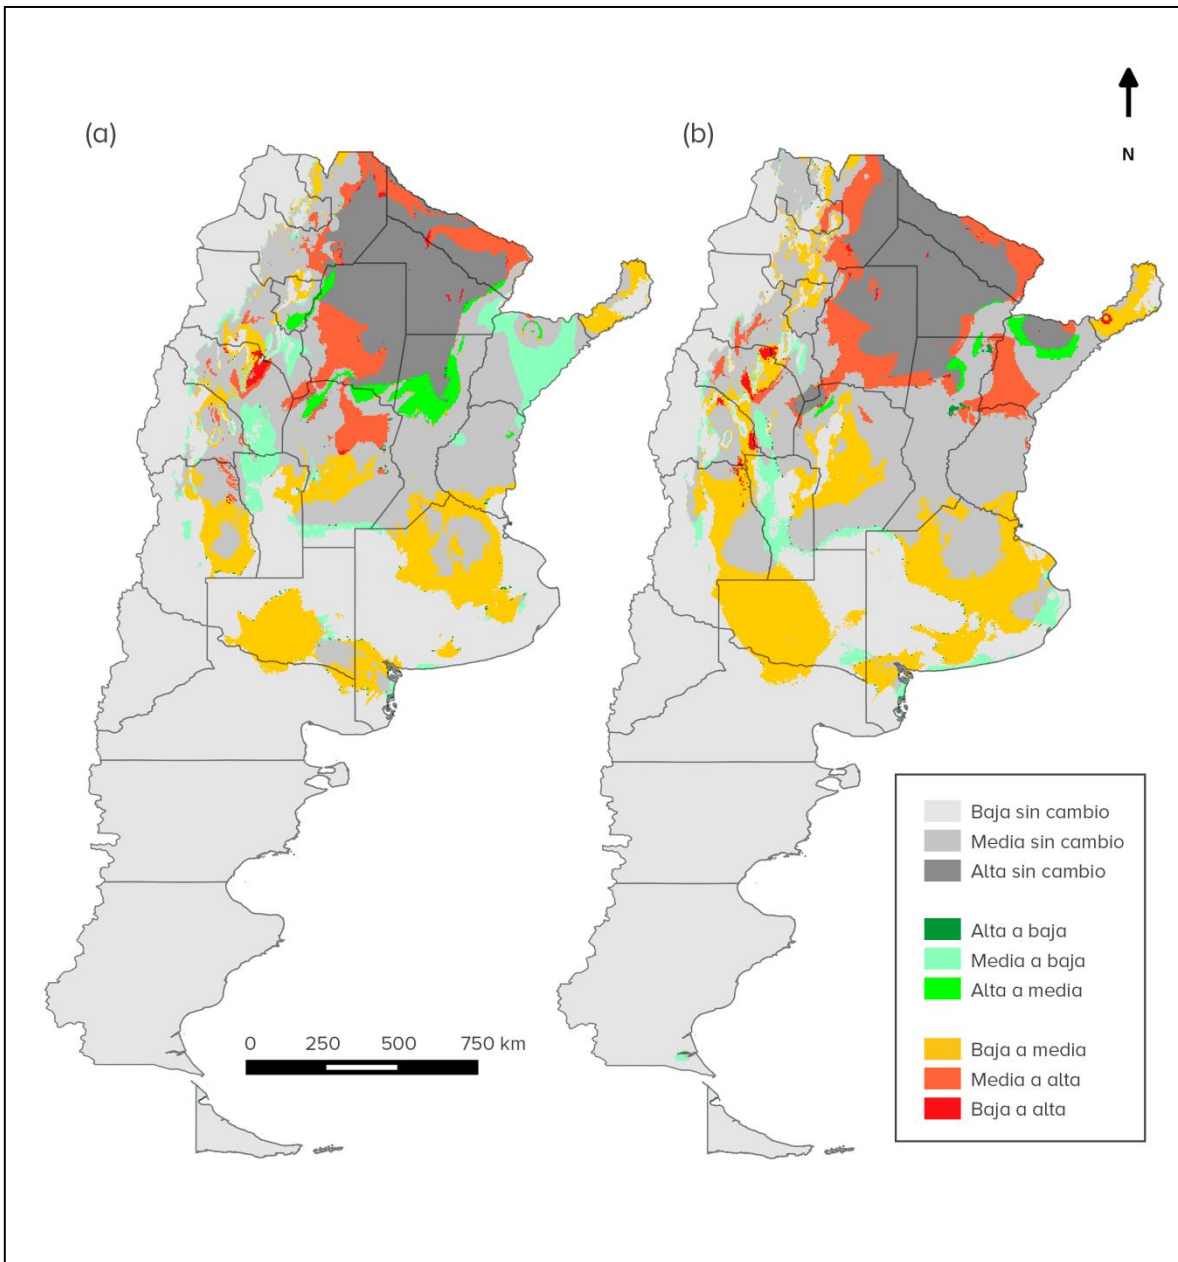 (a)
(b)
N
Baja sin cambio
Media sin cambio
Alta sin cambio
Alta a baja
Media a baja
Alta a media
Baja a media
Media a alta
Baja a alta
0 250 500 750 km